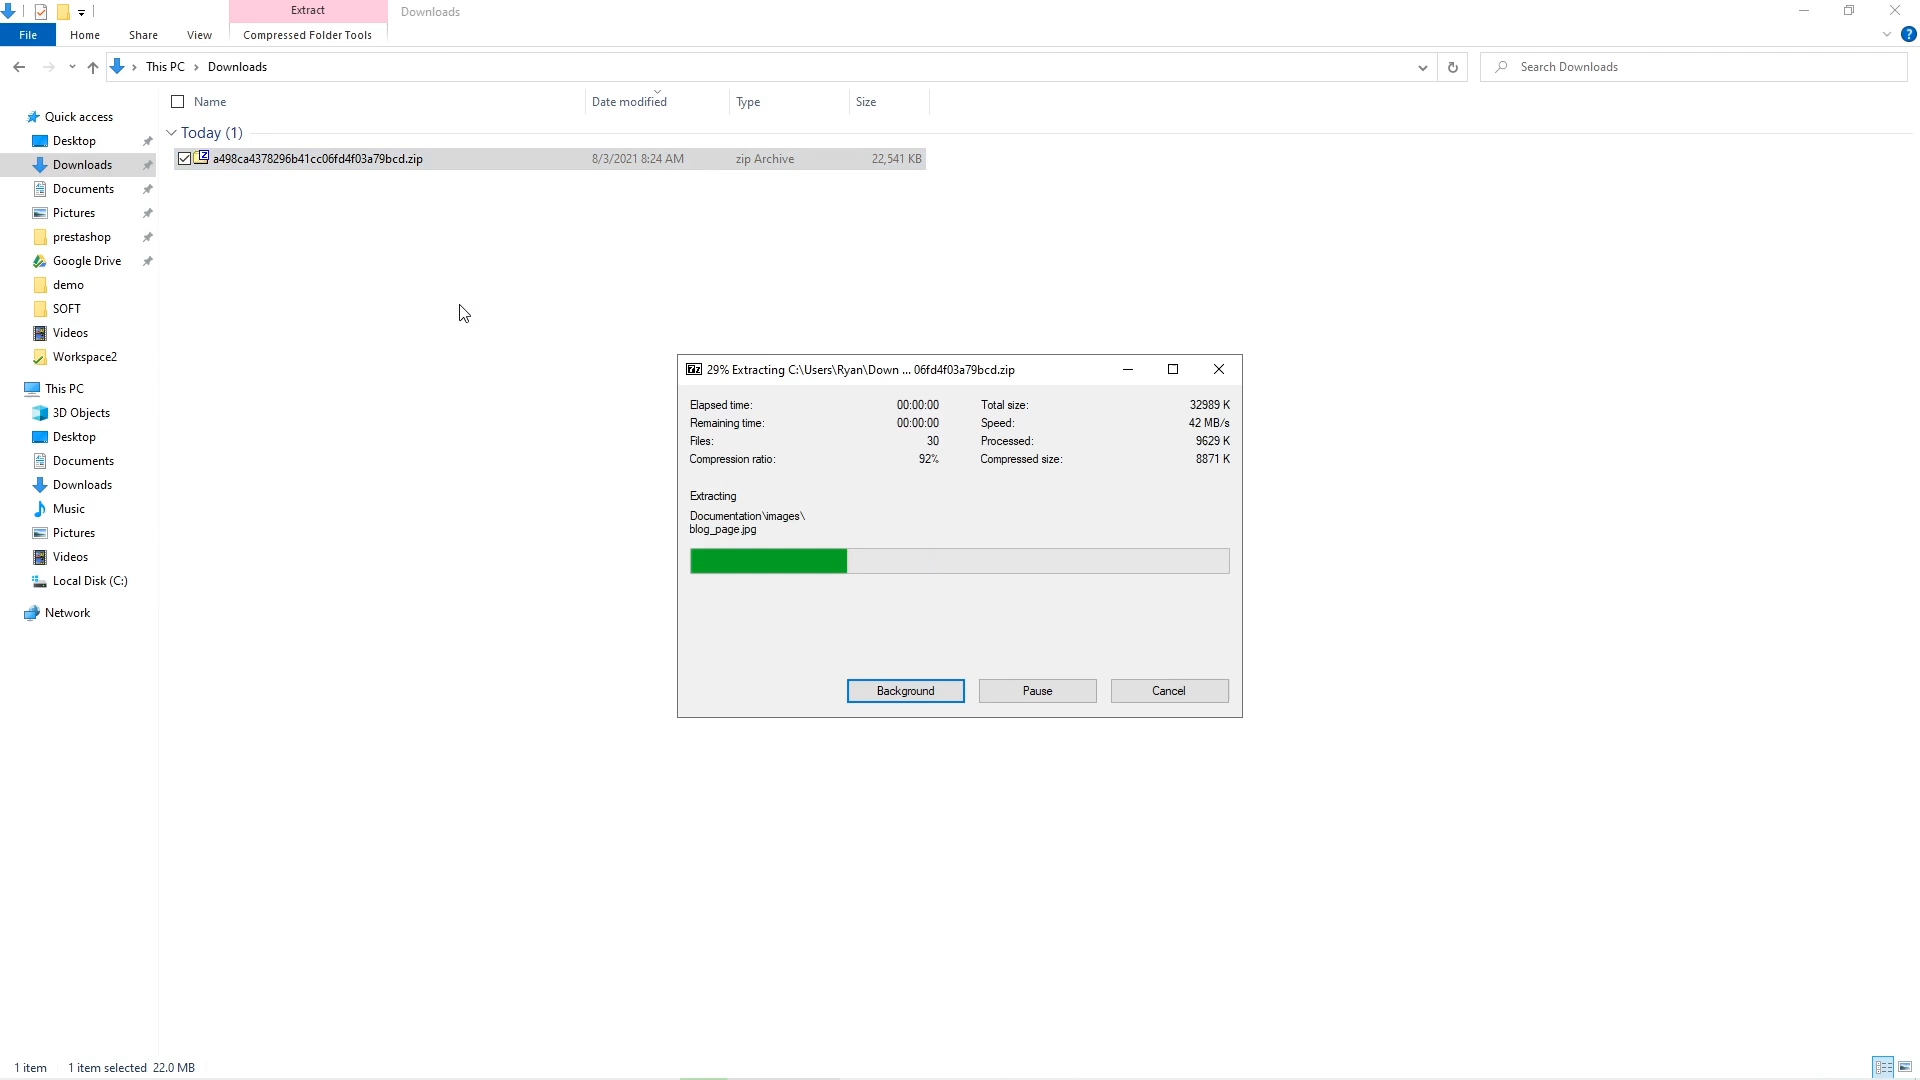 Extract
Downloads
File
Home
Share
View
Compressed Folder Tools
?
This PC
Downloads
Search Downloads
Name
Date modified
Type
Size
Today (1)
a498ca4378296b41cc06fd4f03a79bcd.zip
8/3/2021 8:24 AM
zip Archive
22,541 KB
Quick access
Desktop
Downloads
Documents
Pictures
prestashop
Google Drive
demo
SOFT
Videos
Workspace2
This PC
3D Objects
Desktop
Documents
Downloads
Music
Pictures
Videos
Local Disk (C:)
Network
29% Extracting C:\Users\Ryan\Down ... 06fd4f03a79bcd.zip
Elapsed time: 00:00:00 Total size: 32989 K
Remaining time: 00:00:00 Speed: 42 MB/s
Files: 30 Processed: 9629 K
Compression ratio: 92% Compressed size: 8871 K
Extracting
Documentation\images\
blog_page.jpg
Background
Pause
Cancel
1 item
1 item selected 22.0 MB